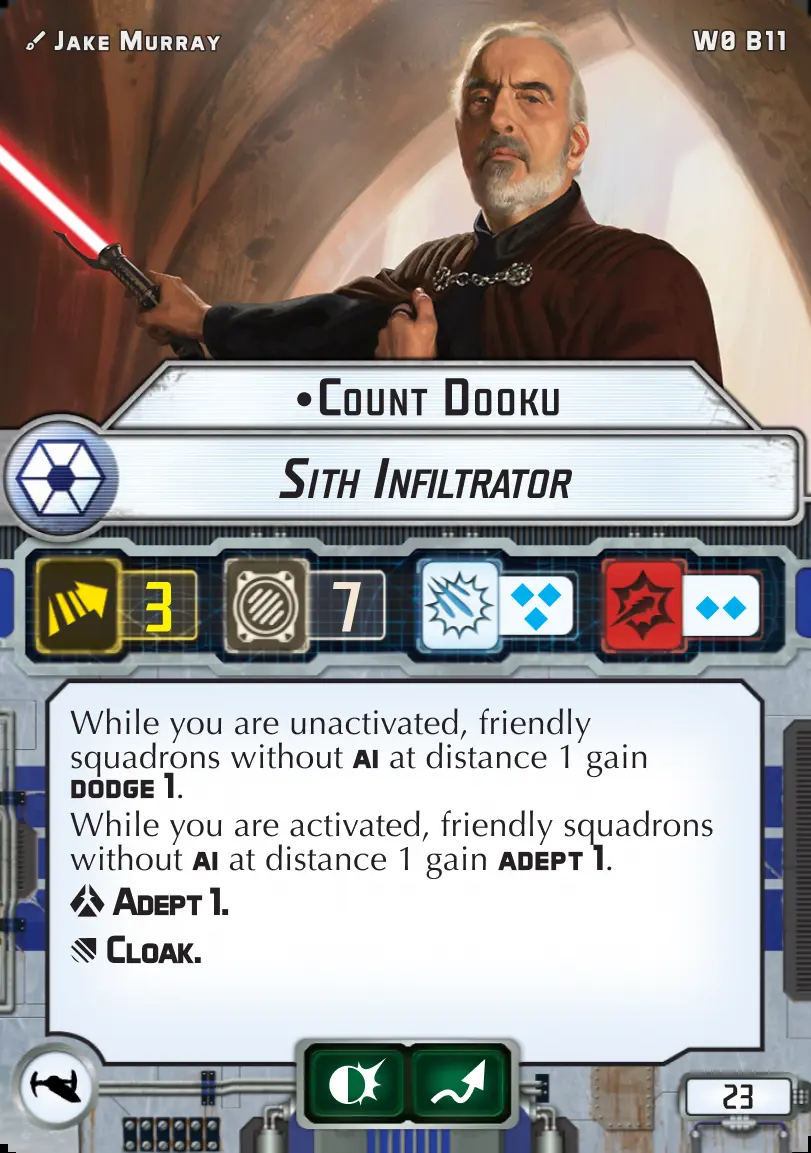 Jake Murray
W0 B11
•Count Dooku
Sith Infiltrator
3
7
While you are unactivated, friendly
squadrons without AI at distance 1 gain
DODGE 1.
While you are activated, friendly squadrons
without AI at distance 1 gain ADEPT 1.
Adept 1.
Cloak.
23